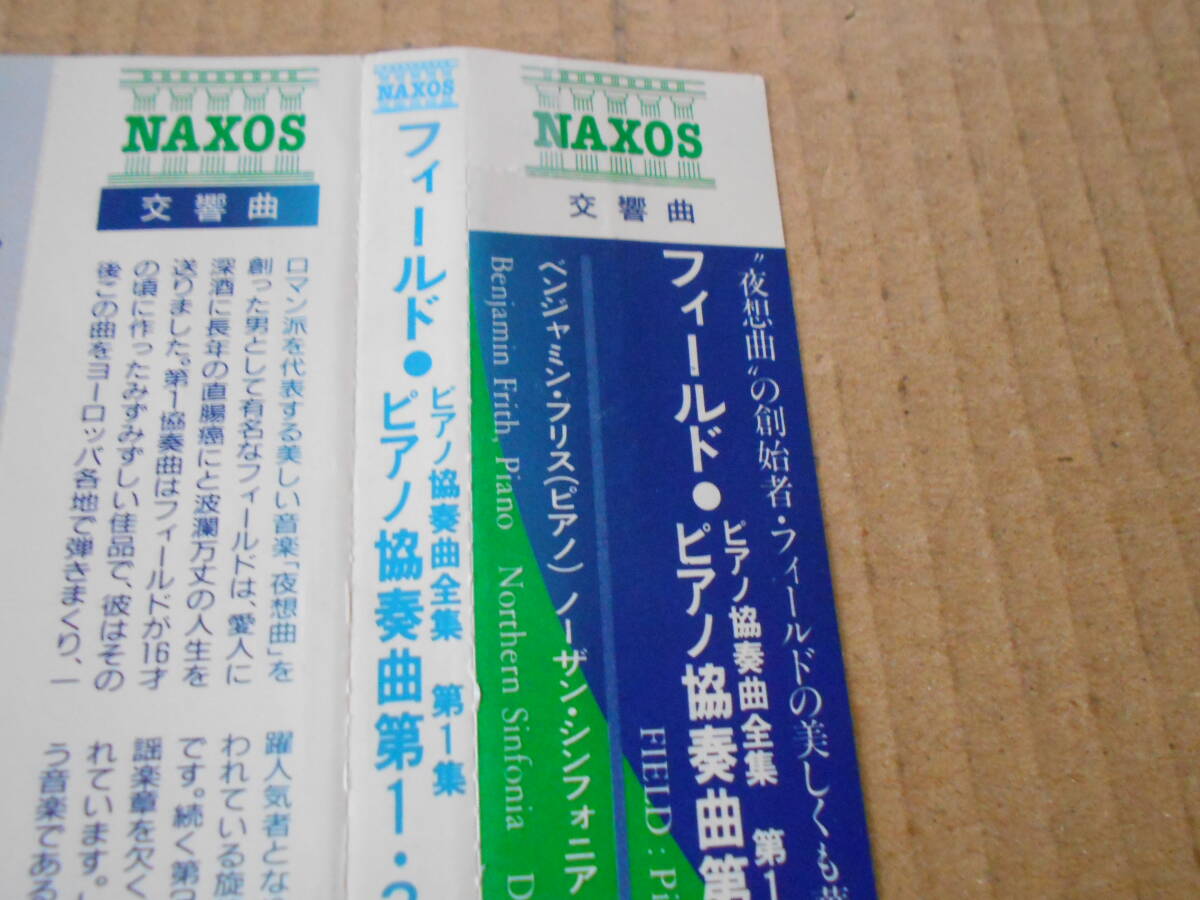 NAXOS
交響曲
“夜想曲”の創始者・フィールドの美しくも
ピアノ協奏曲全集 第1
フィールド●ピアノ協奏曲第
FIELD : Pi
ベンジャミン・フリス(ピアノ) ノーザン・シンフォニア
Benjamin Frith, Piano Northern Sinfonia D
NAXOS
ピアノ協奏曲全集 第1集
フィールド●ピアノ協奏曲第1・
NAXOS
交響曲
ロマン派を代表する美しい音楽「夜想曲」を
創った男として有名なフィールドは、愛人に
深酒に長年の直腸癌にと波瀾万丈の人生を
送りました。第1協奏曲はフィールドが16才
の頃に作ったみずみずしい佳品で、彼はその
後この曲をヨーロッパ各地で弾きまくり、一
躍人気者とな
われている旋
です。続く第
謡楽章を欠く
れています。
う音楽である